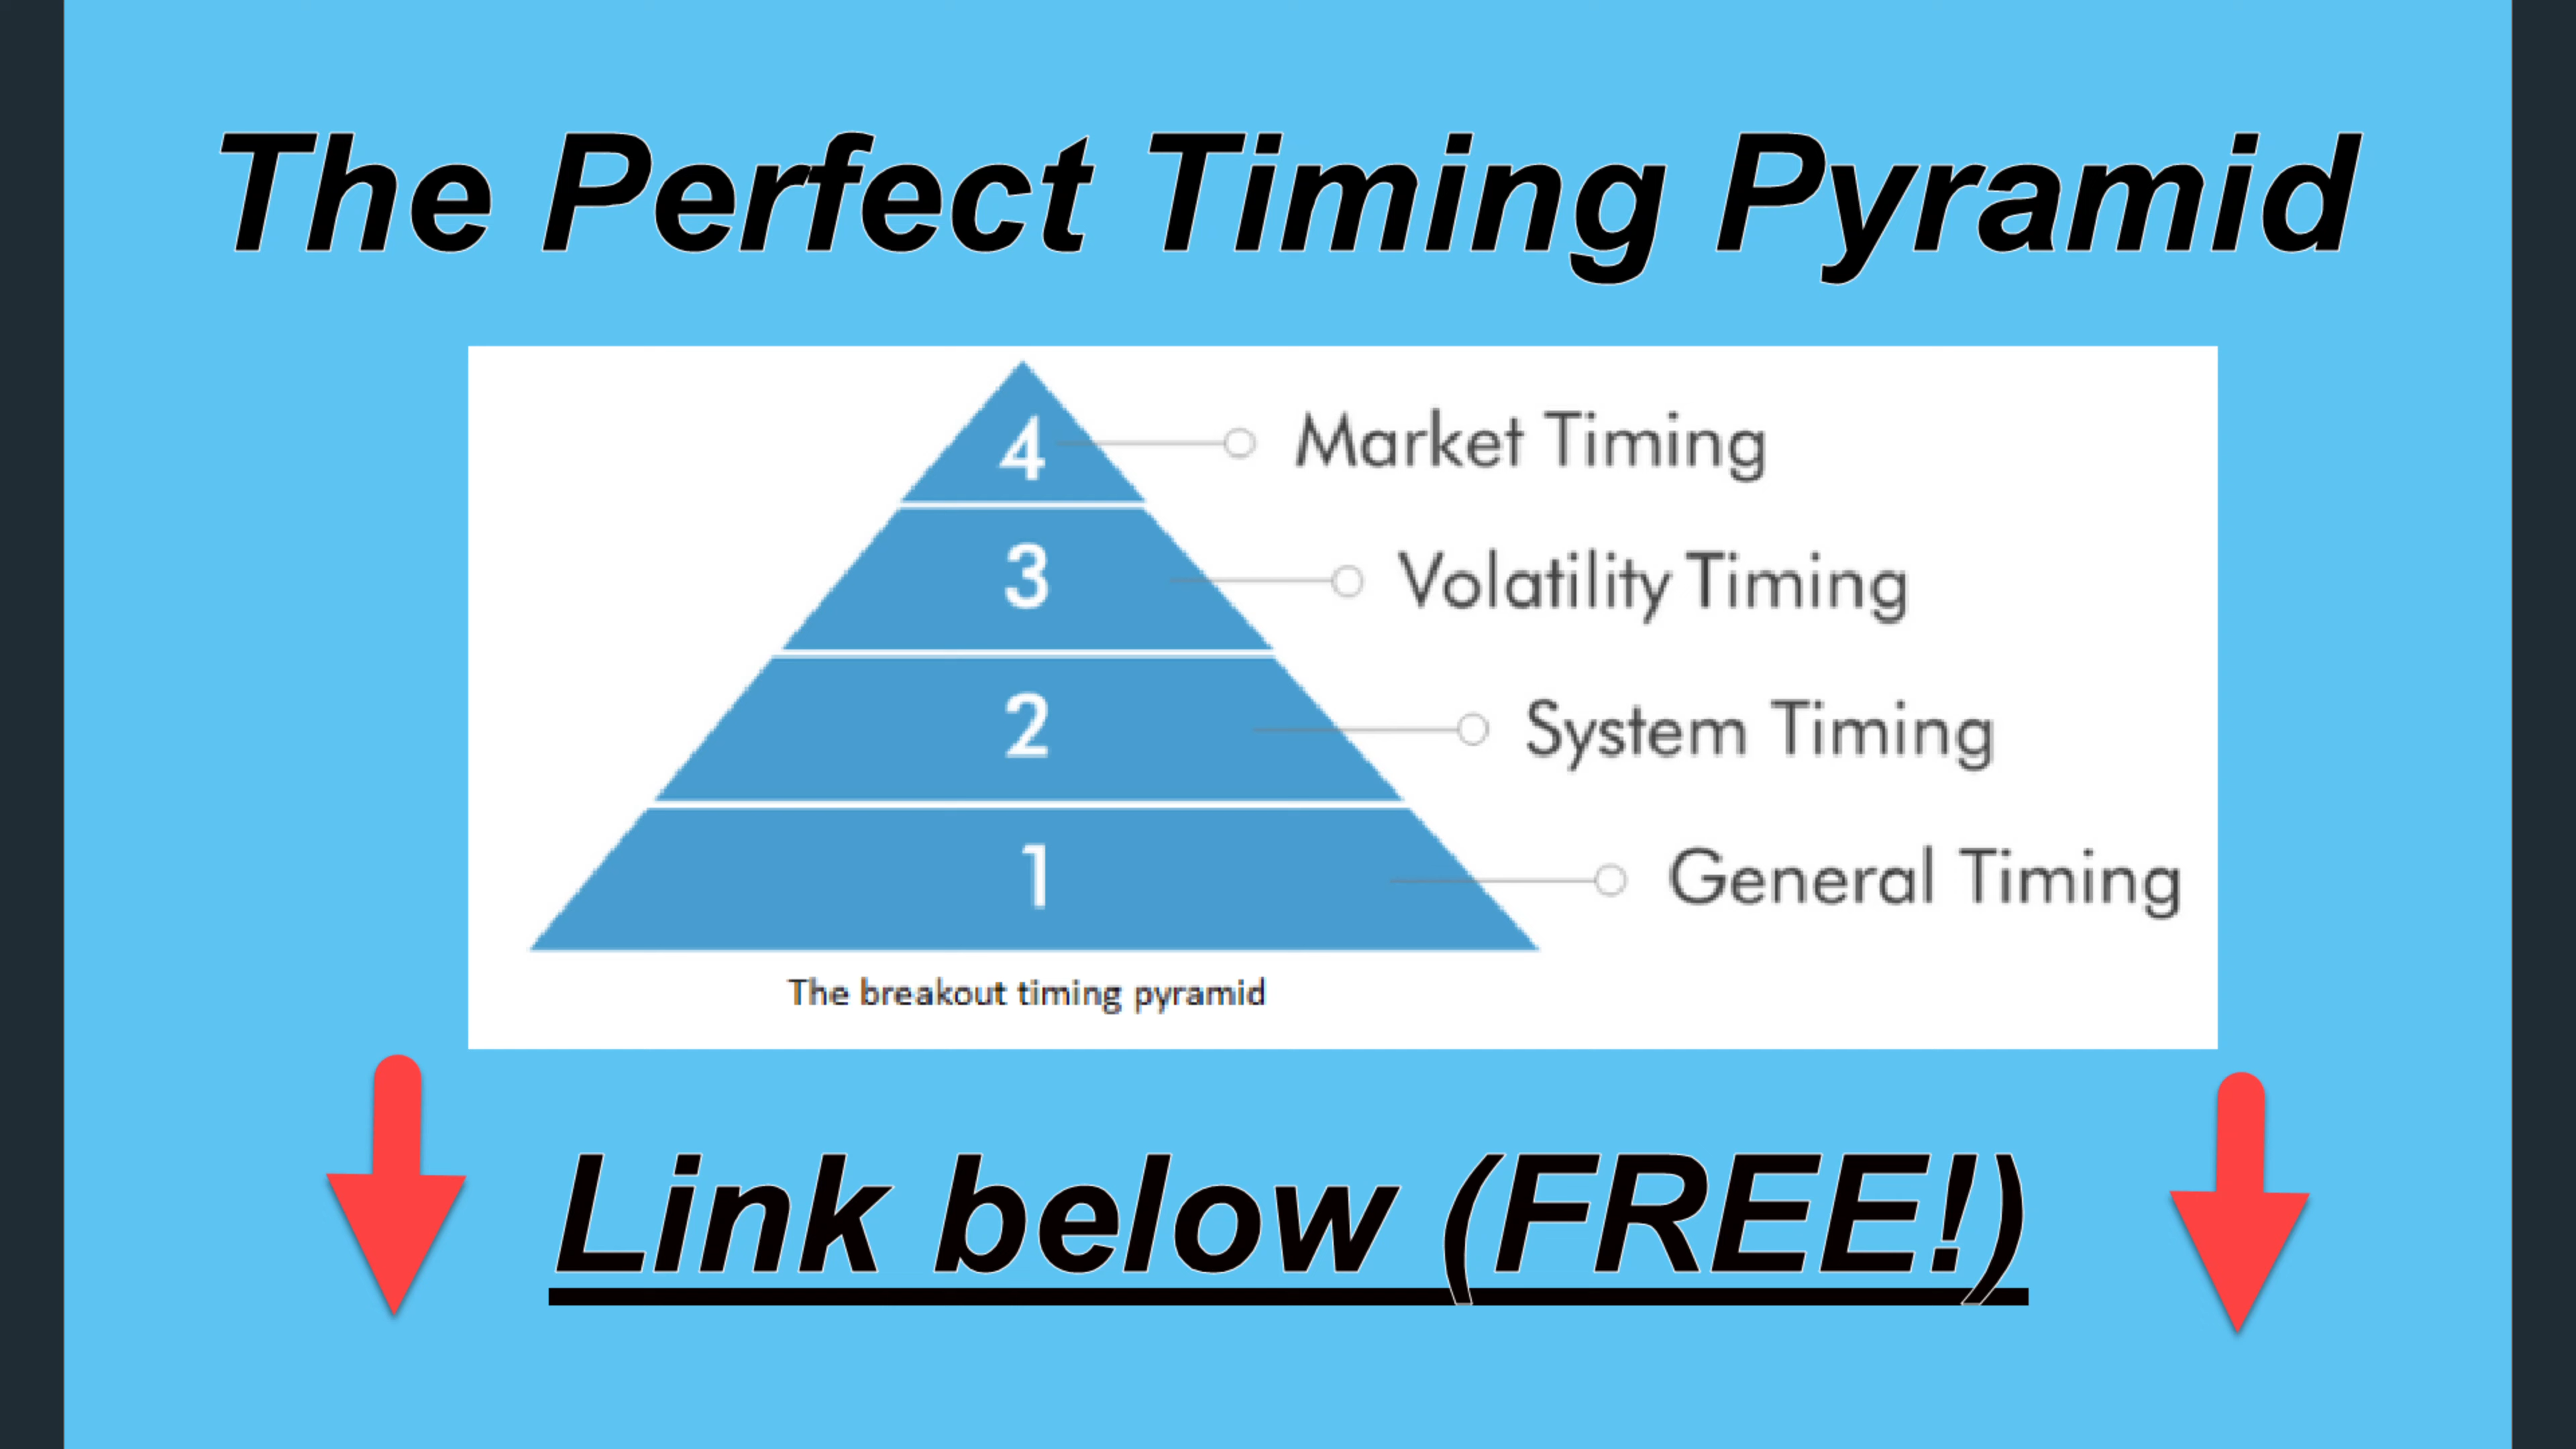 The Perfect Timing Pyramid
4 Market Timing
3 Volatility Timing
2 System Timing
1 General Timing
The breakout timing pyramid
Link below (FREE!)